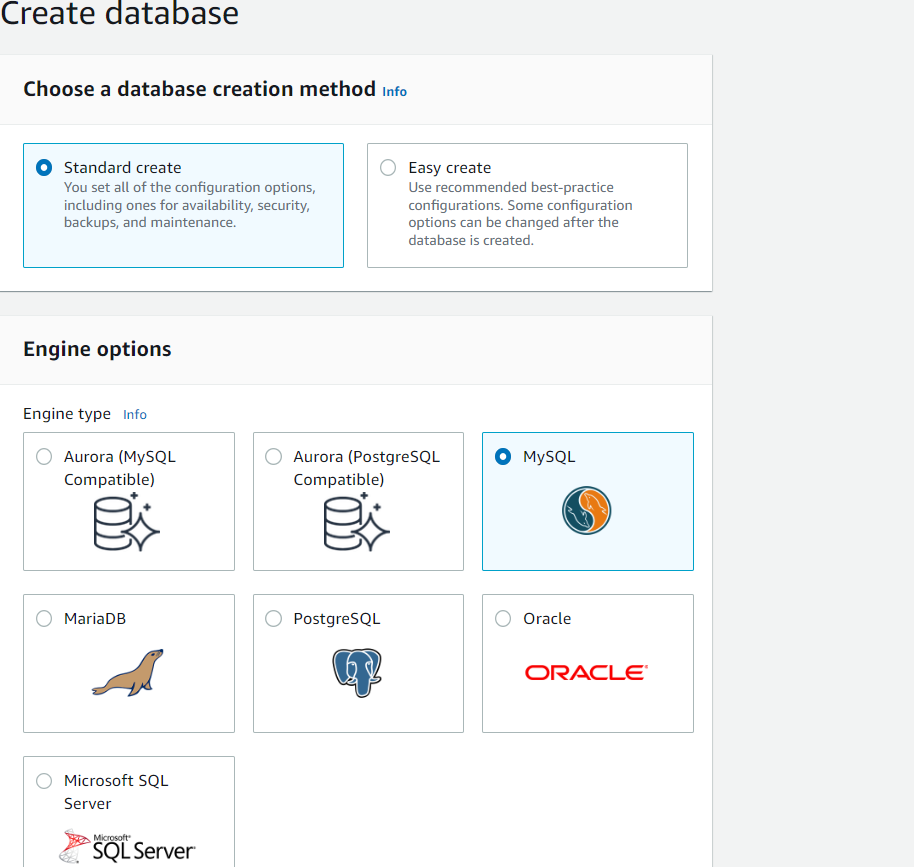 Create database
Choose a database creation method Info
Standard create
You set all of the configuration options,
including ones for availability, security,
backups, and maintenance.
Easy create
Use recommended best-practice
configurations. Some configuration
options can be changed after the
database is created.
Engine options
Engine type Info
Aurora (MySQL
Compatible)
Aurora (PostgreSQL
Compatible)
MySQL
MariaDB
PostgreSQL
Oracle
ORACLE®
Microsoft SQL
Server
Microsoft®
SQL Server®